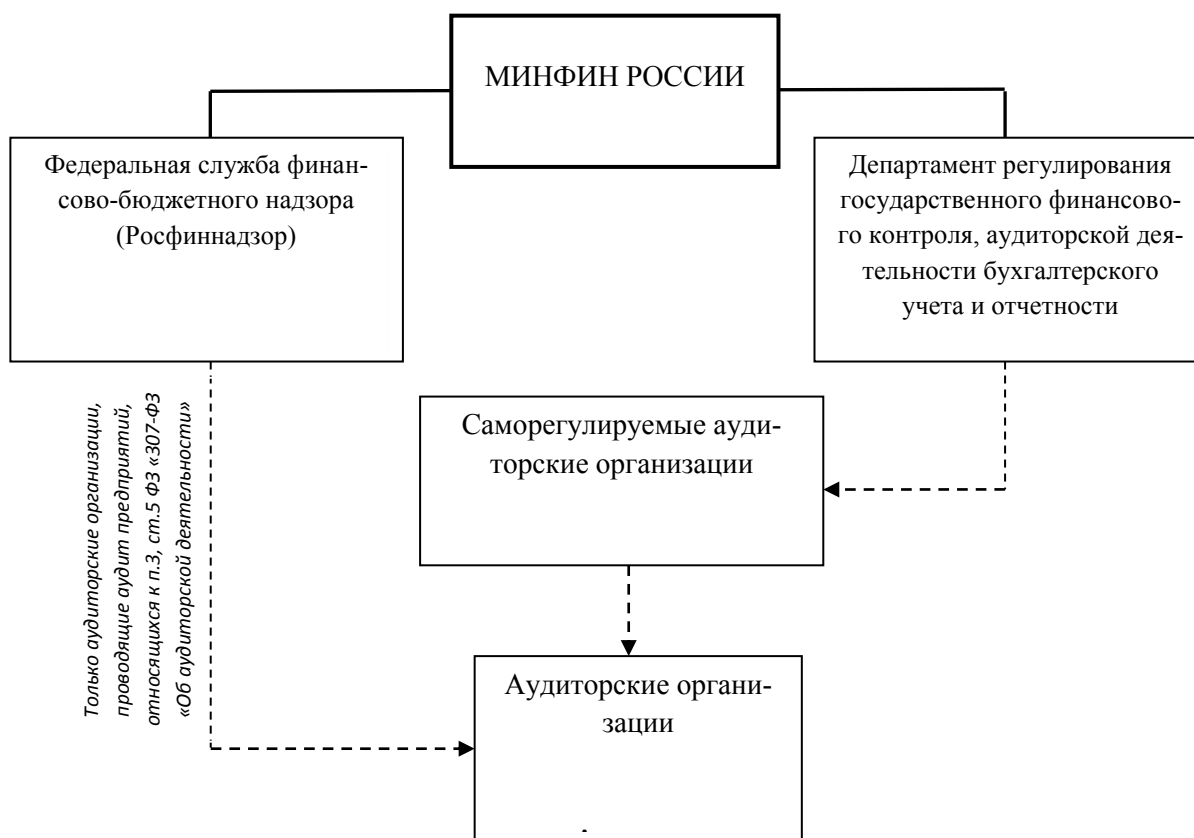 МИНФИН РОССИИ
Федеральная служба финан-
сово-бюджетного надзора
(Росфиннадзор)
Департамент регулирования
государственного финансово-
го контроля, аудиторской дея-
тельности бухгалтерского
учета и отчетности
Только аудиторские организации,
проводящие аудит предприятий,
относящихся к п.3, ст.5 ФЗ «307-ФЗ
«Об аудиторской деятельности»
Саморегулируемые ауди-
торские организации
Аудиторские органи-
зации